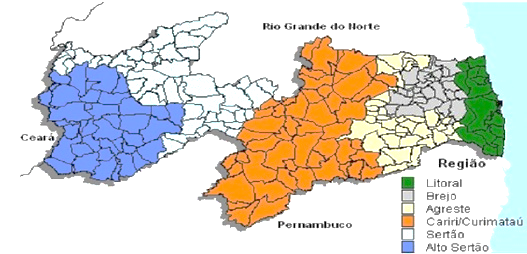 Rio Grande do Norte
Ceará
Pernambuco
Região
Litoral
Brejo
Agreste
Cariri/Curimataú
Sertão
Alto Sertão